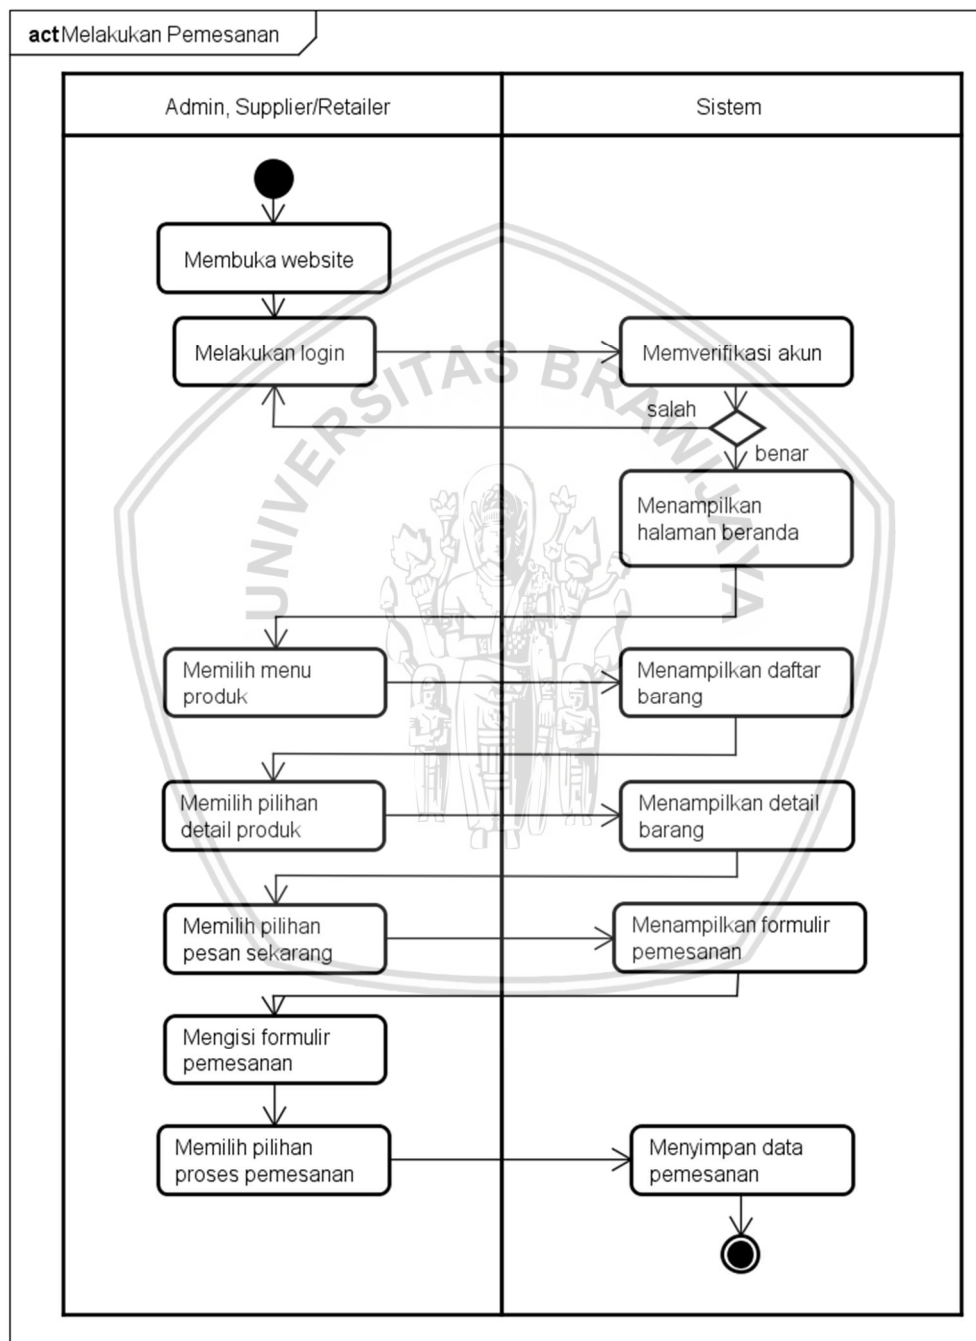 act Melakukan Pemesanan
Admin, Supplier/Retailer
Sistem
Membuka website
Melakukan login
Memverifikasi akun
salah
benar
Menampilkan
halaman beranda
Memilih menu
produk
Menampilkan daftar
barang
Memilih pilihan
detail produk
Menampilkan detail
barang
Memilih pilihan
pesan sekarang
Menampilkan formulir
pemesanan
Mengisi formulir
pemesanan
Memilih pilihan
proses pemesanan
Menyimpan data
pemesanan
UNIVERSITAS BRAWIJAYA